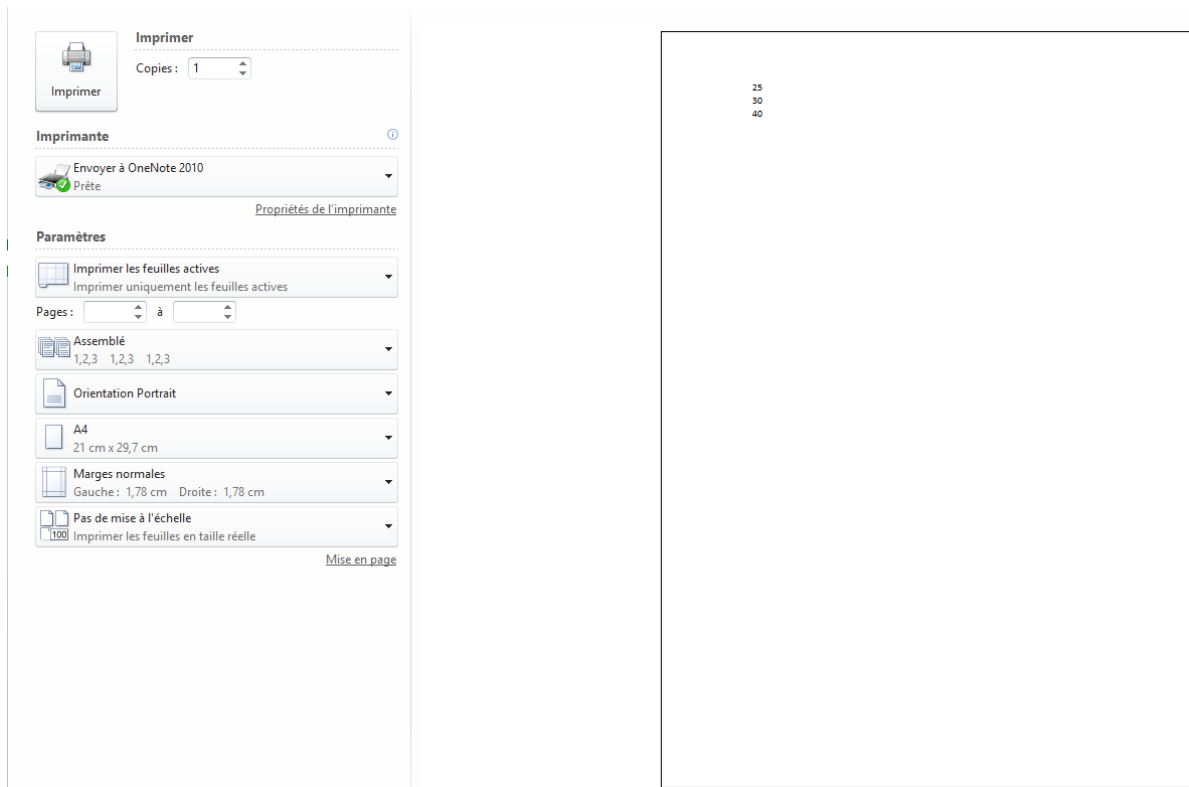 Imprimer
Copies : 1
Imprimer
Imprimante
Envoyer à OneNote 2010
Prête
Propriétés de l'imprimante
Paramètres
Imprimer les feuilles actives
Imprimer uniquement les feuilles actives
Pages : à
Assemblé
1,2,3 1,2,3 1,2,3
Orientation Portrait
A4
21 cm x 29,7 cm
Marges normales
Gauche : 1,78 cm Droite : 1,78 cm
Pas de mise à l'échelle
100 Imprimer les feuilles en taille réelle
Mise en page
25
30
40